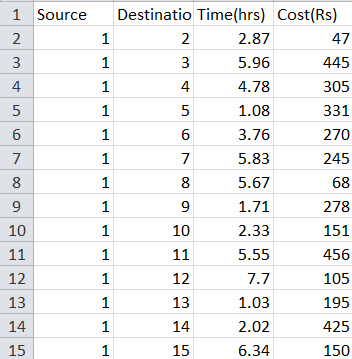 1 Source Destinatio Time(hrs) Cost(Rs)
2 1 2 2.87 47
3 1 3 5.96 445
4 1 4 4.78 305
5 1 5 1.08 331
6 1 6 3.76 270
7 1 7 5.83 245
8 1 8 5.67 68
9 1 9 1.71 278
10 1 10 2.33 151
11 1 11 5.55 456
12 1 12 7.7 105
13 1 13 1.03 195
14 1 14 2.02 425
15 1 15 6.34 150